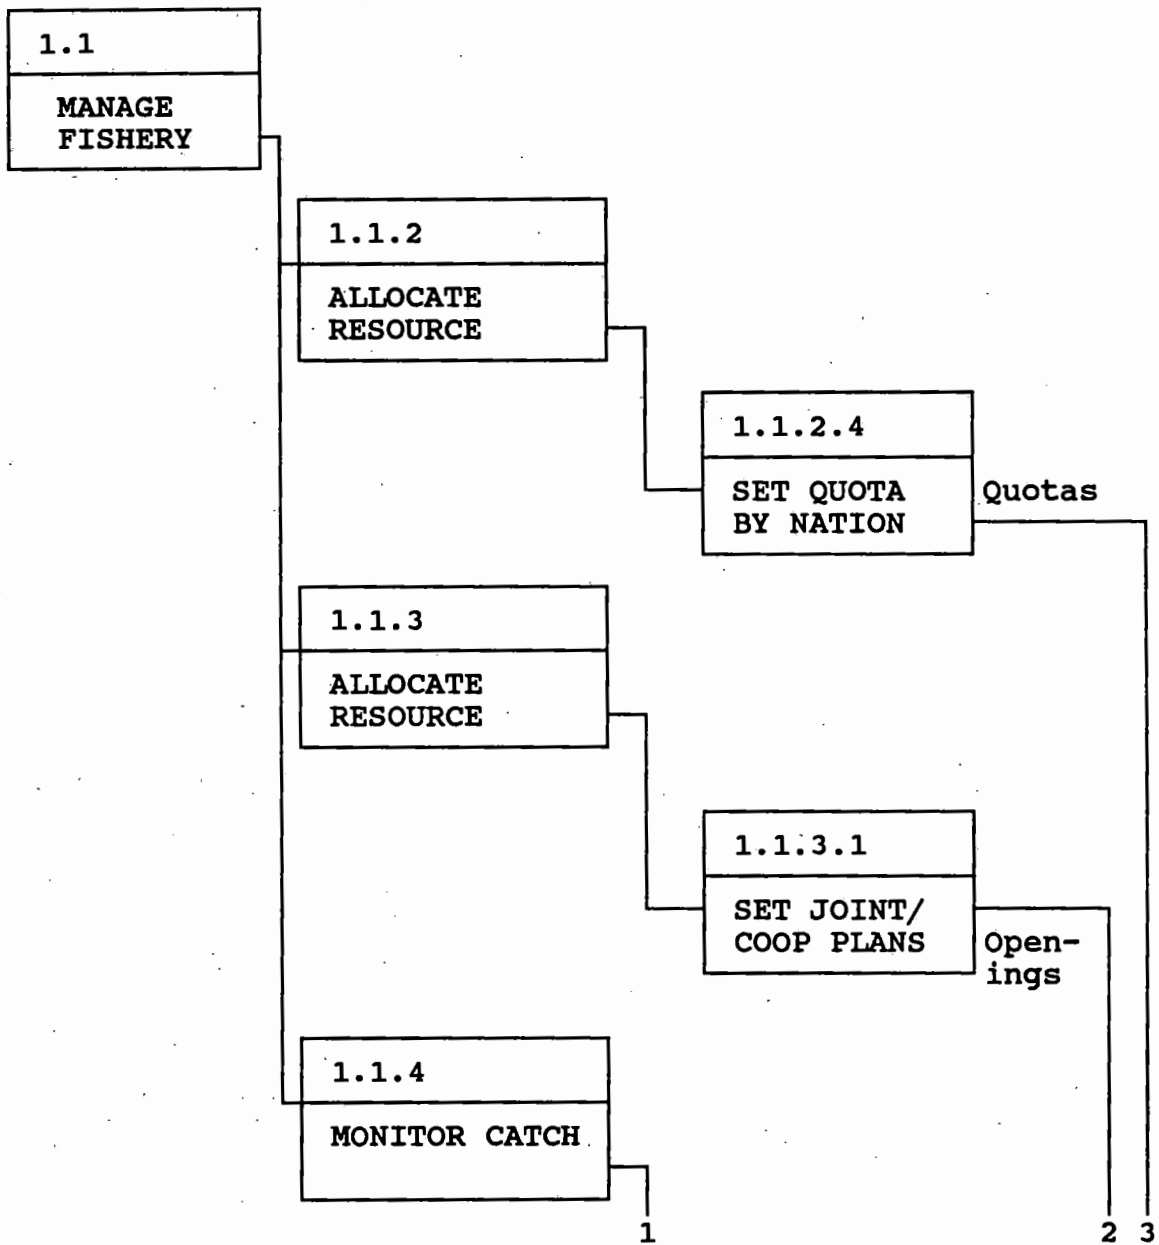 1.1
MANAGE
FISHERY
1.1.2
ALLOCATE
RESOURCE
1.1.2.4
SET QUOTA
BY NATION
Quotas
1.1.3
ALLOCATE
RESOURCE
1.1.3.1
SET JOINT/
COOP PLANS
Open-
ings
1.1.4
MONITOR CATCH
1
2
3